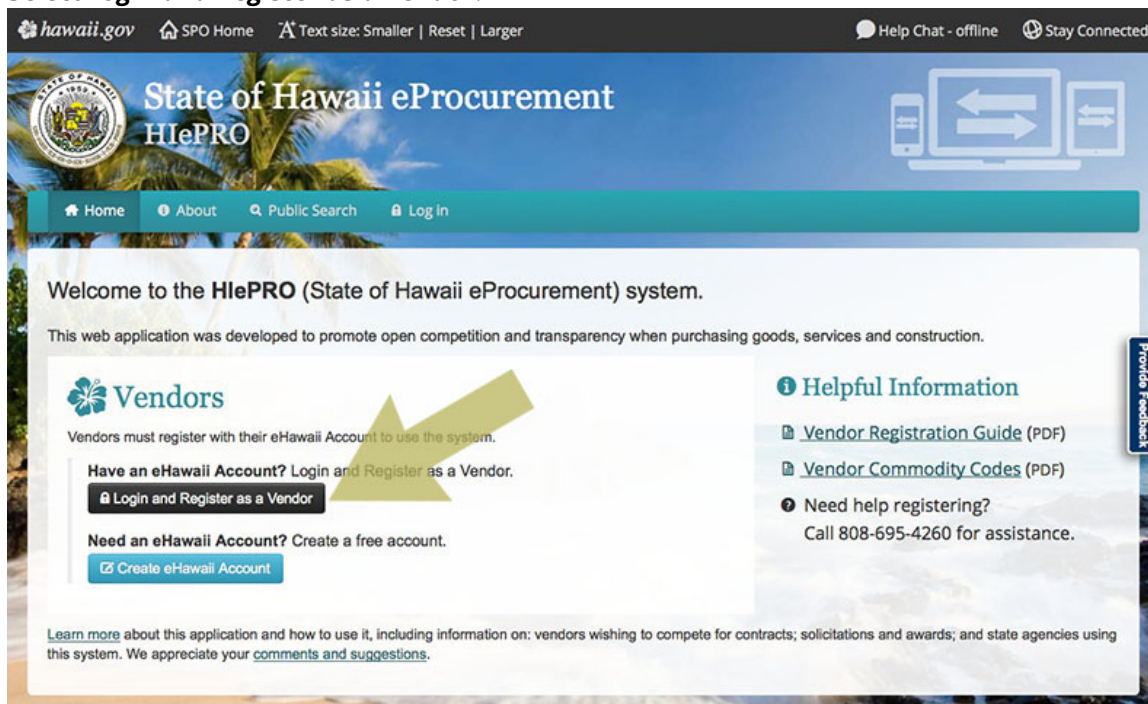 Select Login and Register as a Vendor.
hawaii.gov SPO Home Text size: Smaller | Reset | Larger Help Chat - offline Stay Connected
State of Hawaii eProcurement
HIePRO
Home About Public Search Log in
Welcome to the HIePRO (State of Hawaii eProcurement) system.
This web application was developed to promote open competition and transparency when purchasing goods, services and construction.
Vendors
Vendors must register with their eHawaii Account to use the system.
Have an eHawaii Account? Login and Register as a Vendor.
Login and Register as a Vendor
Need an eHawaii Account? Create a free account.
Create eHawaii Account
Helpful Information
Vendor Registration Guide (PDF)
Vendor Commodity Codes (PDF)
Need help registering?
Call 808-695-4260 for assistance.
Provide Feedback
Learn more about this application and how to use it, including information on: vendors wishing to compete for contracts; solicitations and awards; and state agencies using
this system. We appreciate your comments and suggestions.